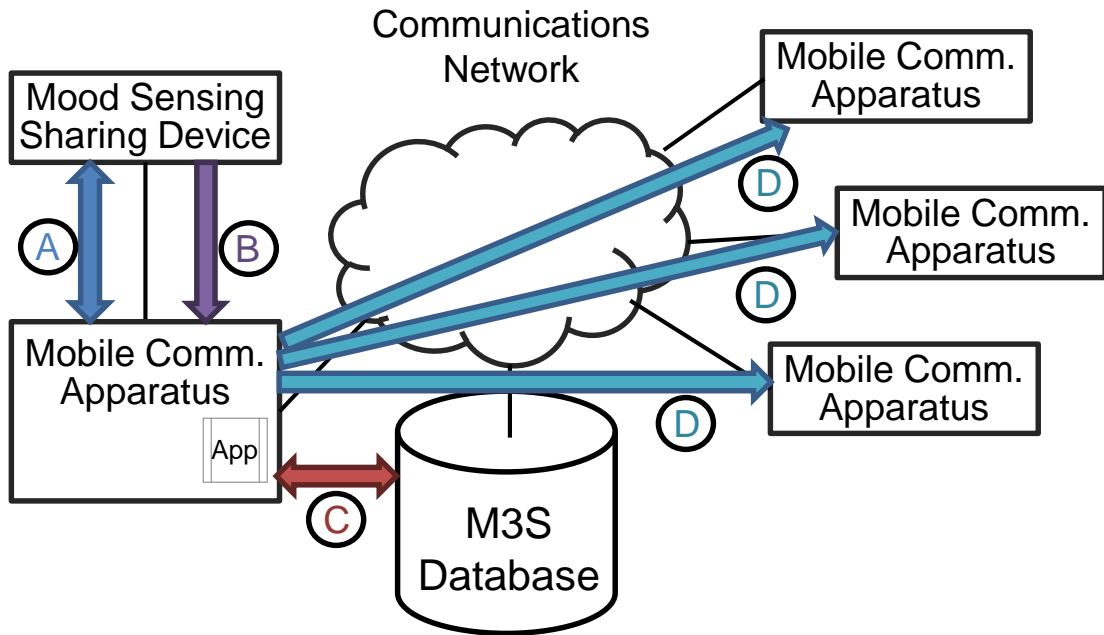 Communications
Network
Mood Sensing
Sharing Device
Mobile Comm.
Apparatus
D
A
B
Mobile Comm.
Apparatus
D
Mobile Comm.
Apparatus
App
Mobile Comm.
Apparatus
D
C
M3S
Database